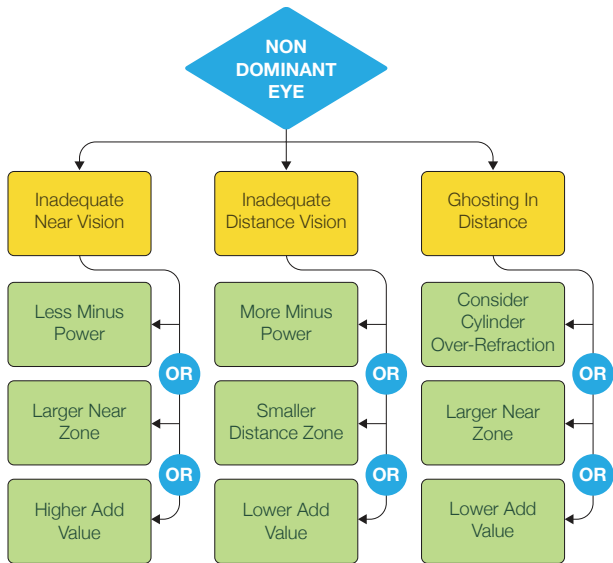 NON
DOMINANT
EYE
Inadequate
Near Vision
Inadequate
Distance Vision
Ghosting In
Distance
Less Minus
Power
More Minus
Power
Consider
Cylinder
Over-Refraction
OR
OR
OR
Larger Near
Zone
Smaller
Distance Zone
Larger Near
Zone
OR
OR
OR
Higher Add
Value
Lower Add
Value
Lower Add
Value